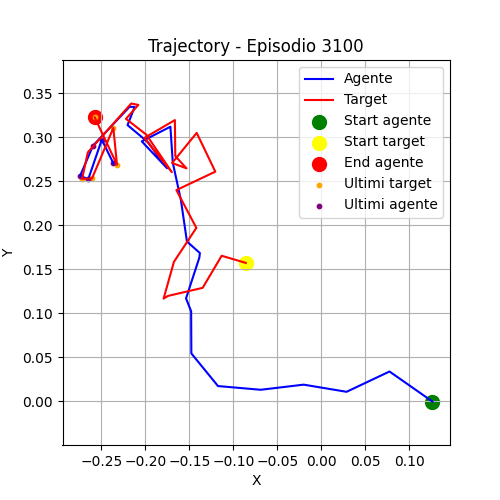 Trajectory - Episodio 3100
Agente
Target
Start agente
Start target
End agente
Ultimi target
Ultimi agente
Y
0.35
0.30
0.25
0.20
0.15
0.10
0.05
0.00
−0.25 −0.20 −0.15 −0.10 −0.05 0.00 0.05 0.10
X